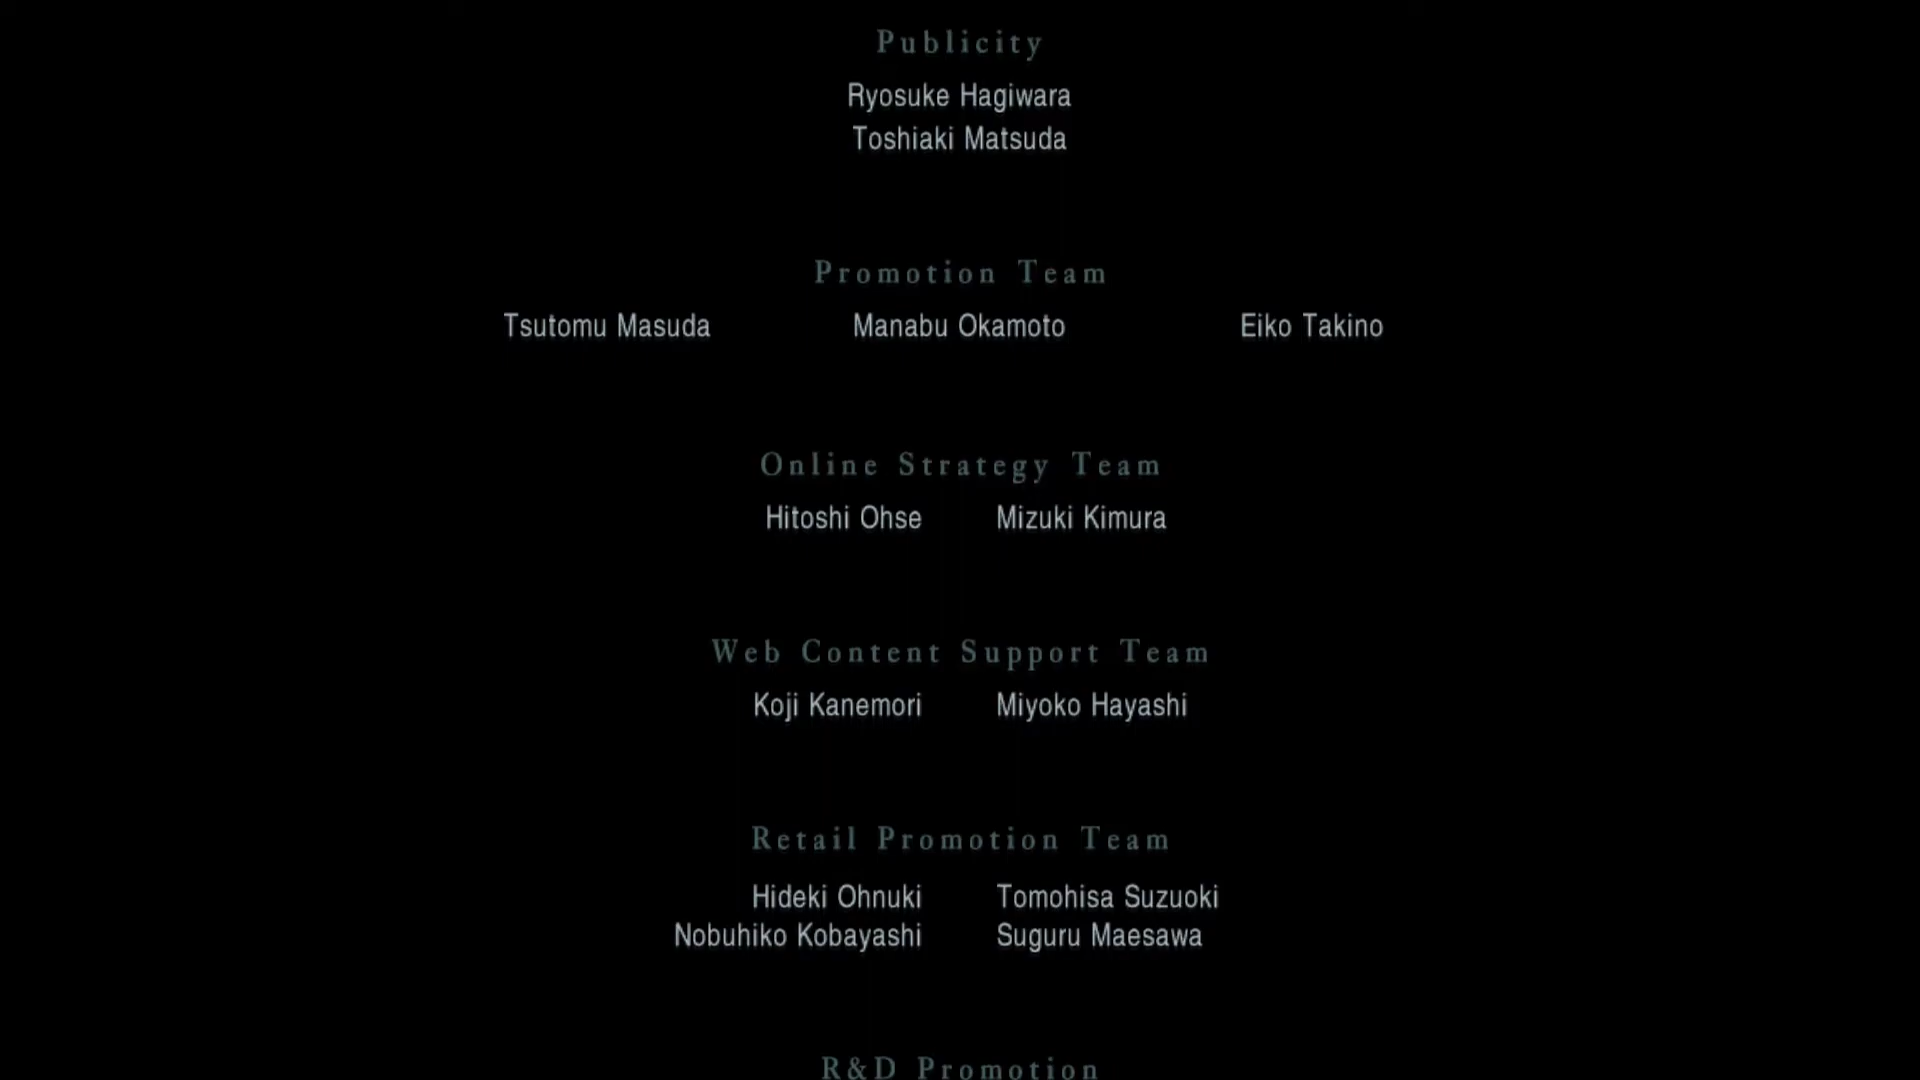 Publicity
Ryosuke Hagiwara
Toshiaki Matsuda
Promotion Team
Tsutomu Masuda Manabu Okamoto Eiko Takino
Online Strategy Team
Hitoshi Ohse Mizuki Kimura
Web Content Support Team
Koji Kanemori Miyoko Hayashi
Retail Promotion Team
Hideki Ohnuki Tomohisa Suzuoki
Nobuhiko Kobayashi Suguru Maesawa
R&D Promotion